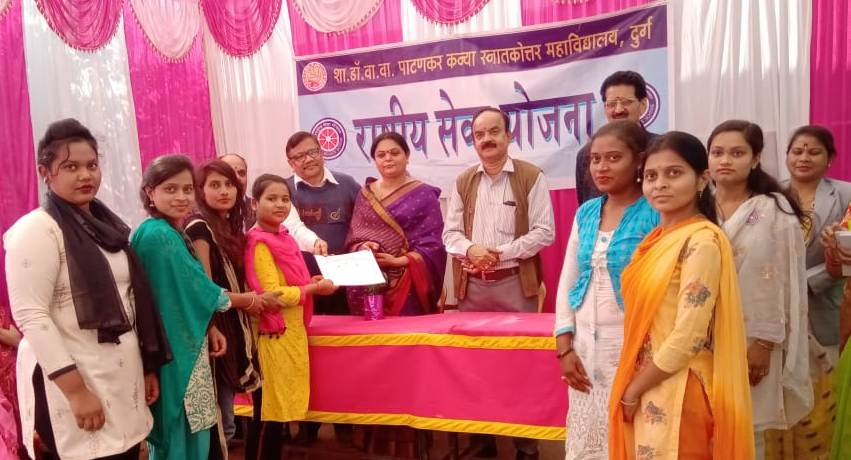 शा.डॉ.वा.वा. पाटणकर कन्या स्नातकोत्तर महाविद्यालय, दुर्ग
राष्ट्रीय सेवा योजना